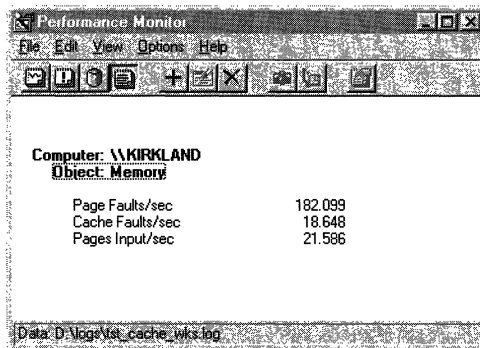 Performance Monitor
File Edit View Options Help
Computer: \\KIRKLAND
Object: Memory
Page Faults/sec 182.099
Cache Faults/sec 18.648
Pages Input/sec 21.586
Data: D:\logs\tst_cache_wks.log